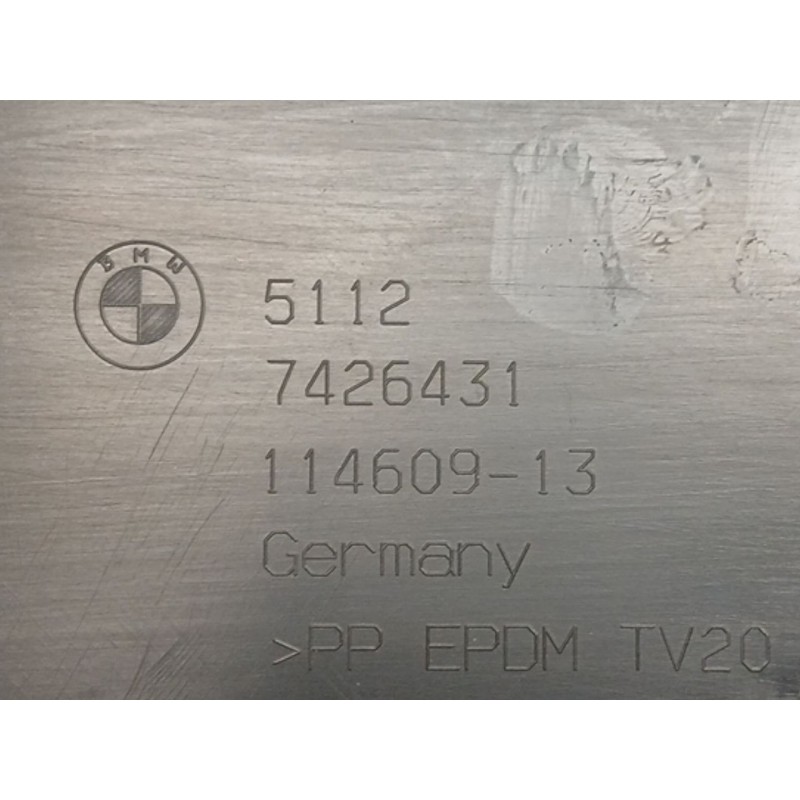 BMW
5112
7426431
114609-13
Germany
>PP EPDM TV20